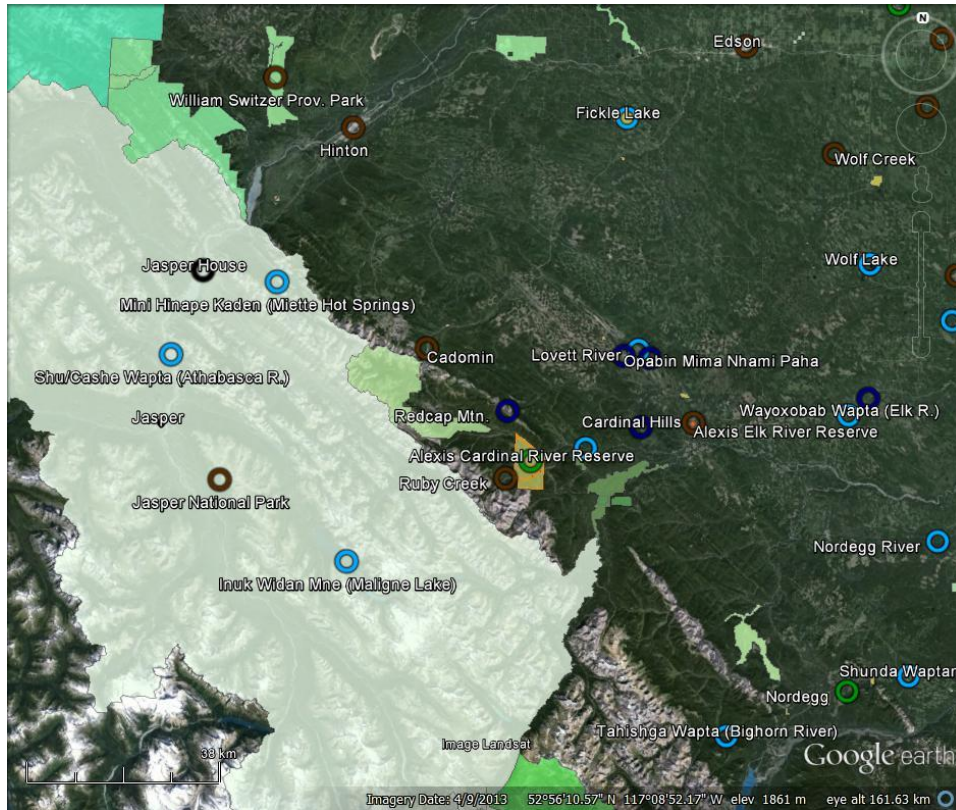 N
Edson
William Switzer Prov. Park
Fickle Lake
Hinton
Wolf Creek
Jasper House
Wolf Lake
Mini Hinape Kaden (Miette Hot Springs)
Cadomin
Lovett River
Opabin Mima Nhami Paha
Shu/Cashe Wapta (Athabasca R.)
Jasper
Redcap Mtn.
Cardinal Hills
Wayoxobab Wapta (Elk R.)
Alexis Elk River Reserve
Alexis Cardinal River Reserve
Ruby Creek
Jasper National Park
Nordegg River
Inuk Widan Mne (Maligne Lake)
Shunda Waptan
Nordegg
Tahishga Wapta (Bighorn River)
38 km
Image Landsat
Google earth
Imagery Date: 4/9/2013 52°56'10.57" N 117°08'52.17" W elev 1861 m eye alt 161.63 km